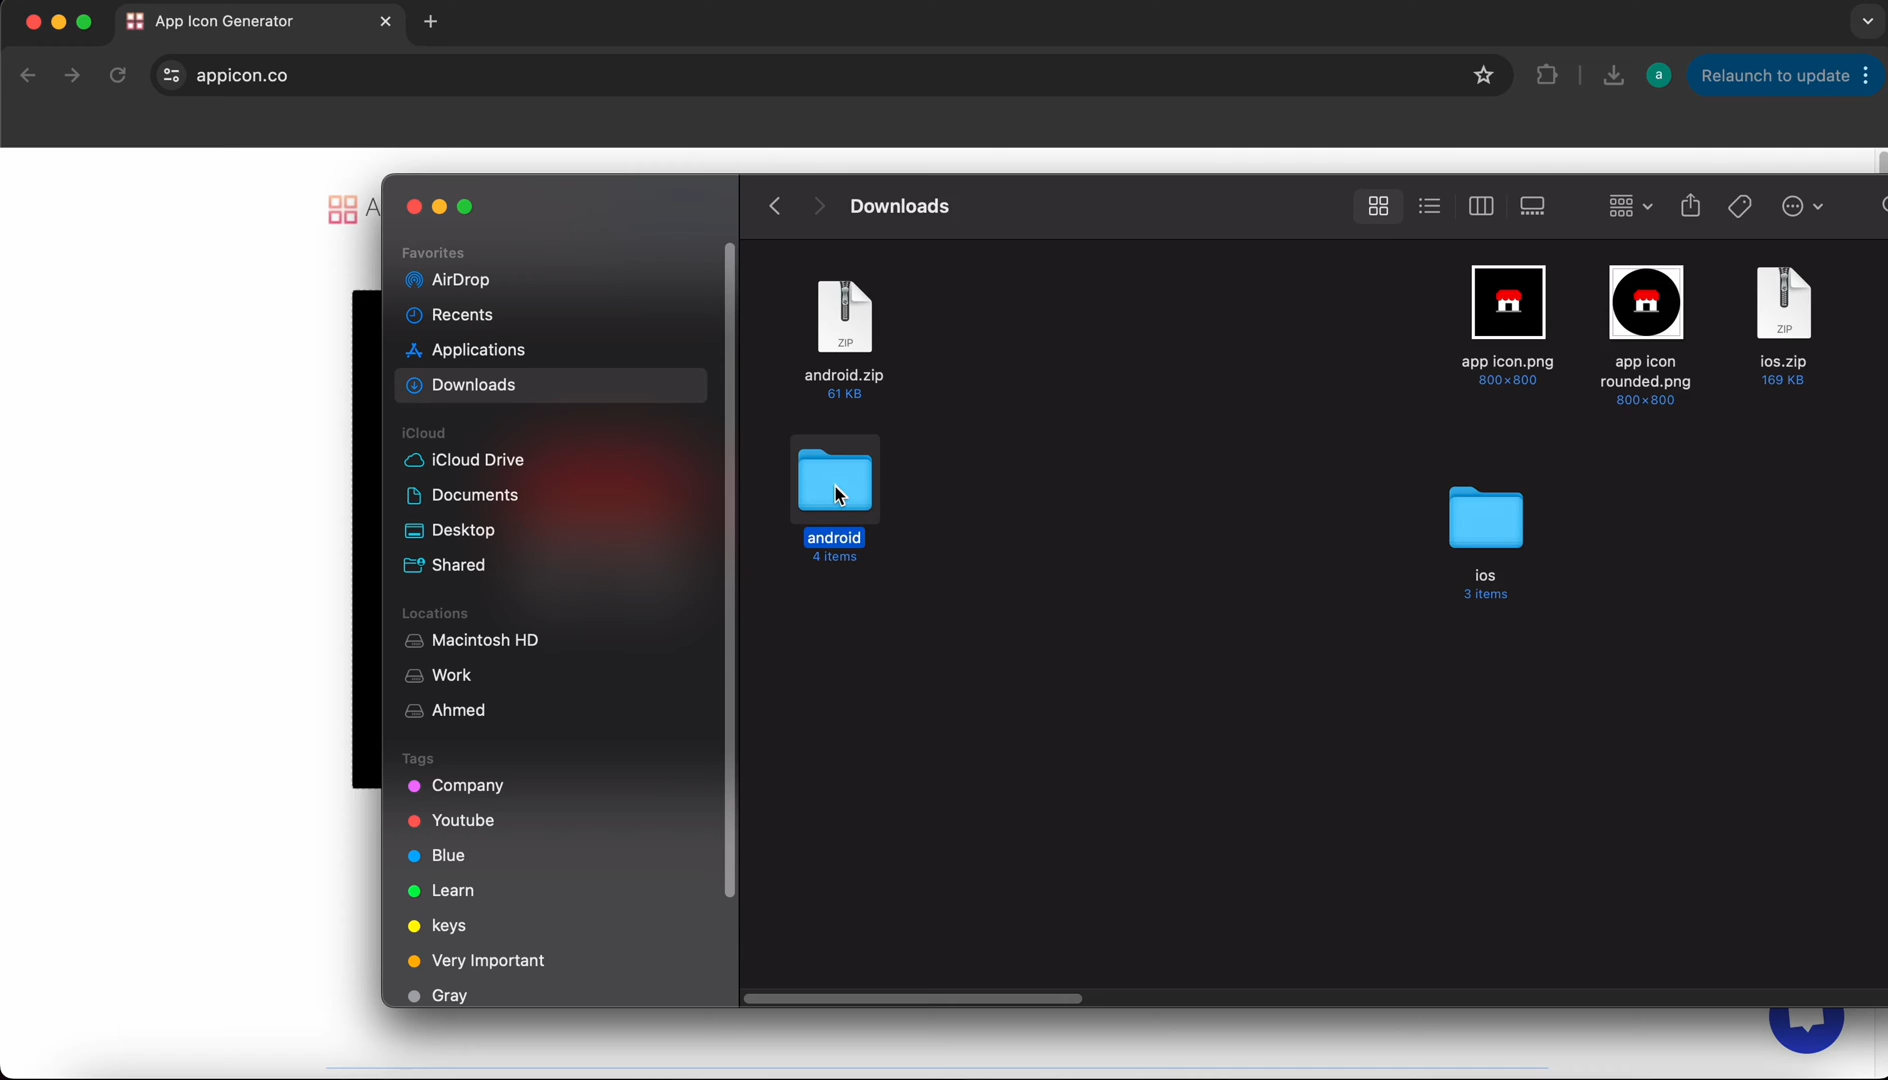 App Icon Generator
appicon.co
a
Relaunch to update
A
Downloads
Favorites
AirDrop
Recents
Applications
Downloads
iCloud
iCloud Drive
Documents
Desktop
Shared
Locations
Macintosh HD
Work
Ahmed
Tags
Company
Youtube
Blue
Learn
keys
Very Important
Gray
ZIP
android.zip
61 KB
app icon.png
800×800
app icon
rounded.png
800×800
ZIP
ios.zip
169 KB
android
4 items
ios
3 items